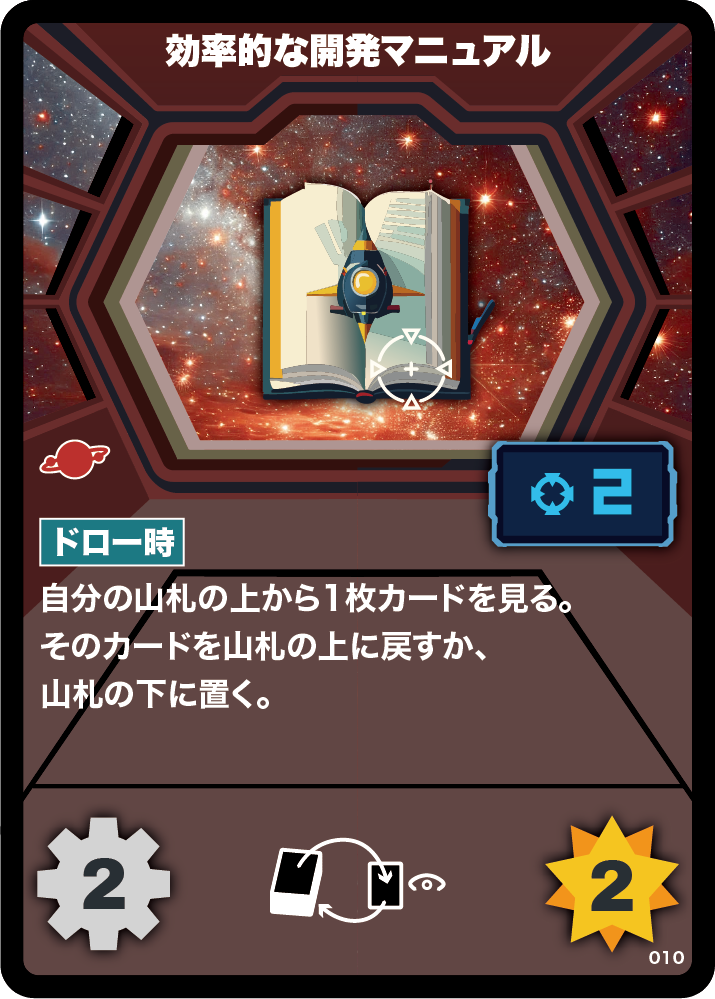 効率的な開発マニュアル
2
ドロー時
自分の山札の上から1枚カードを見る。
そのカードを山札の上に戻すか、
山札の下に置く。
2
2
010